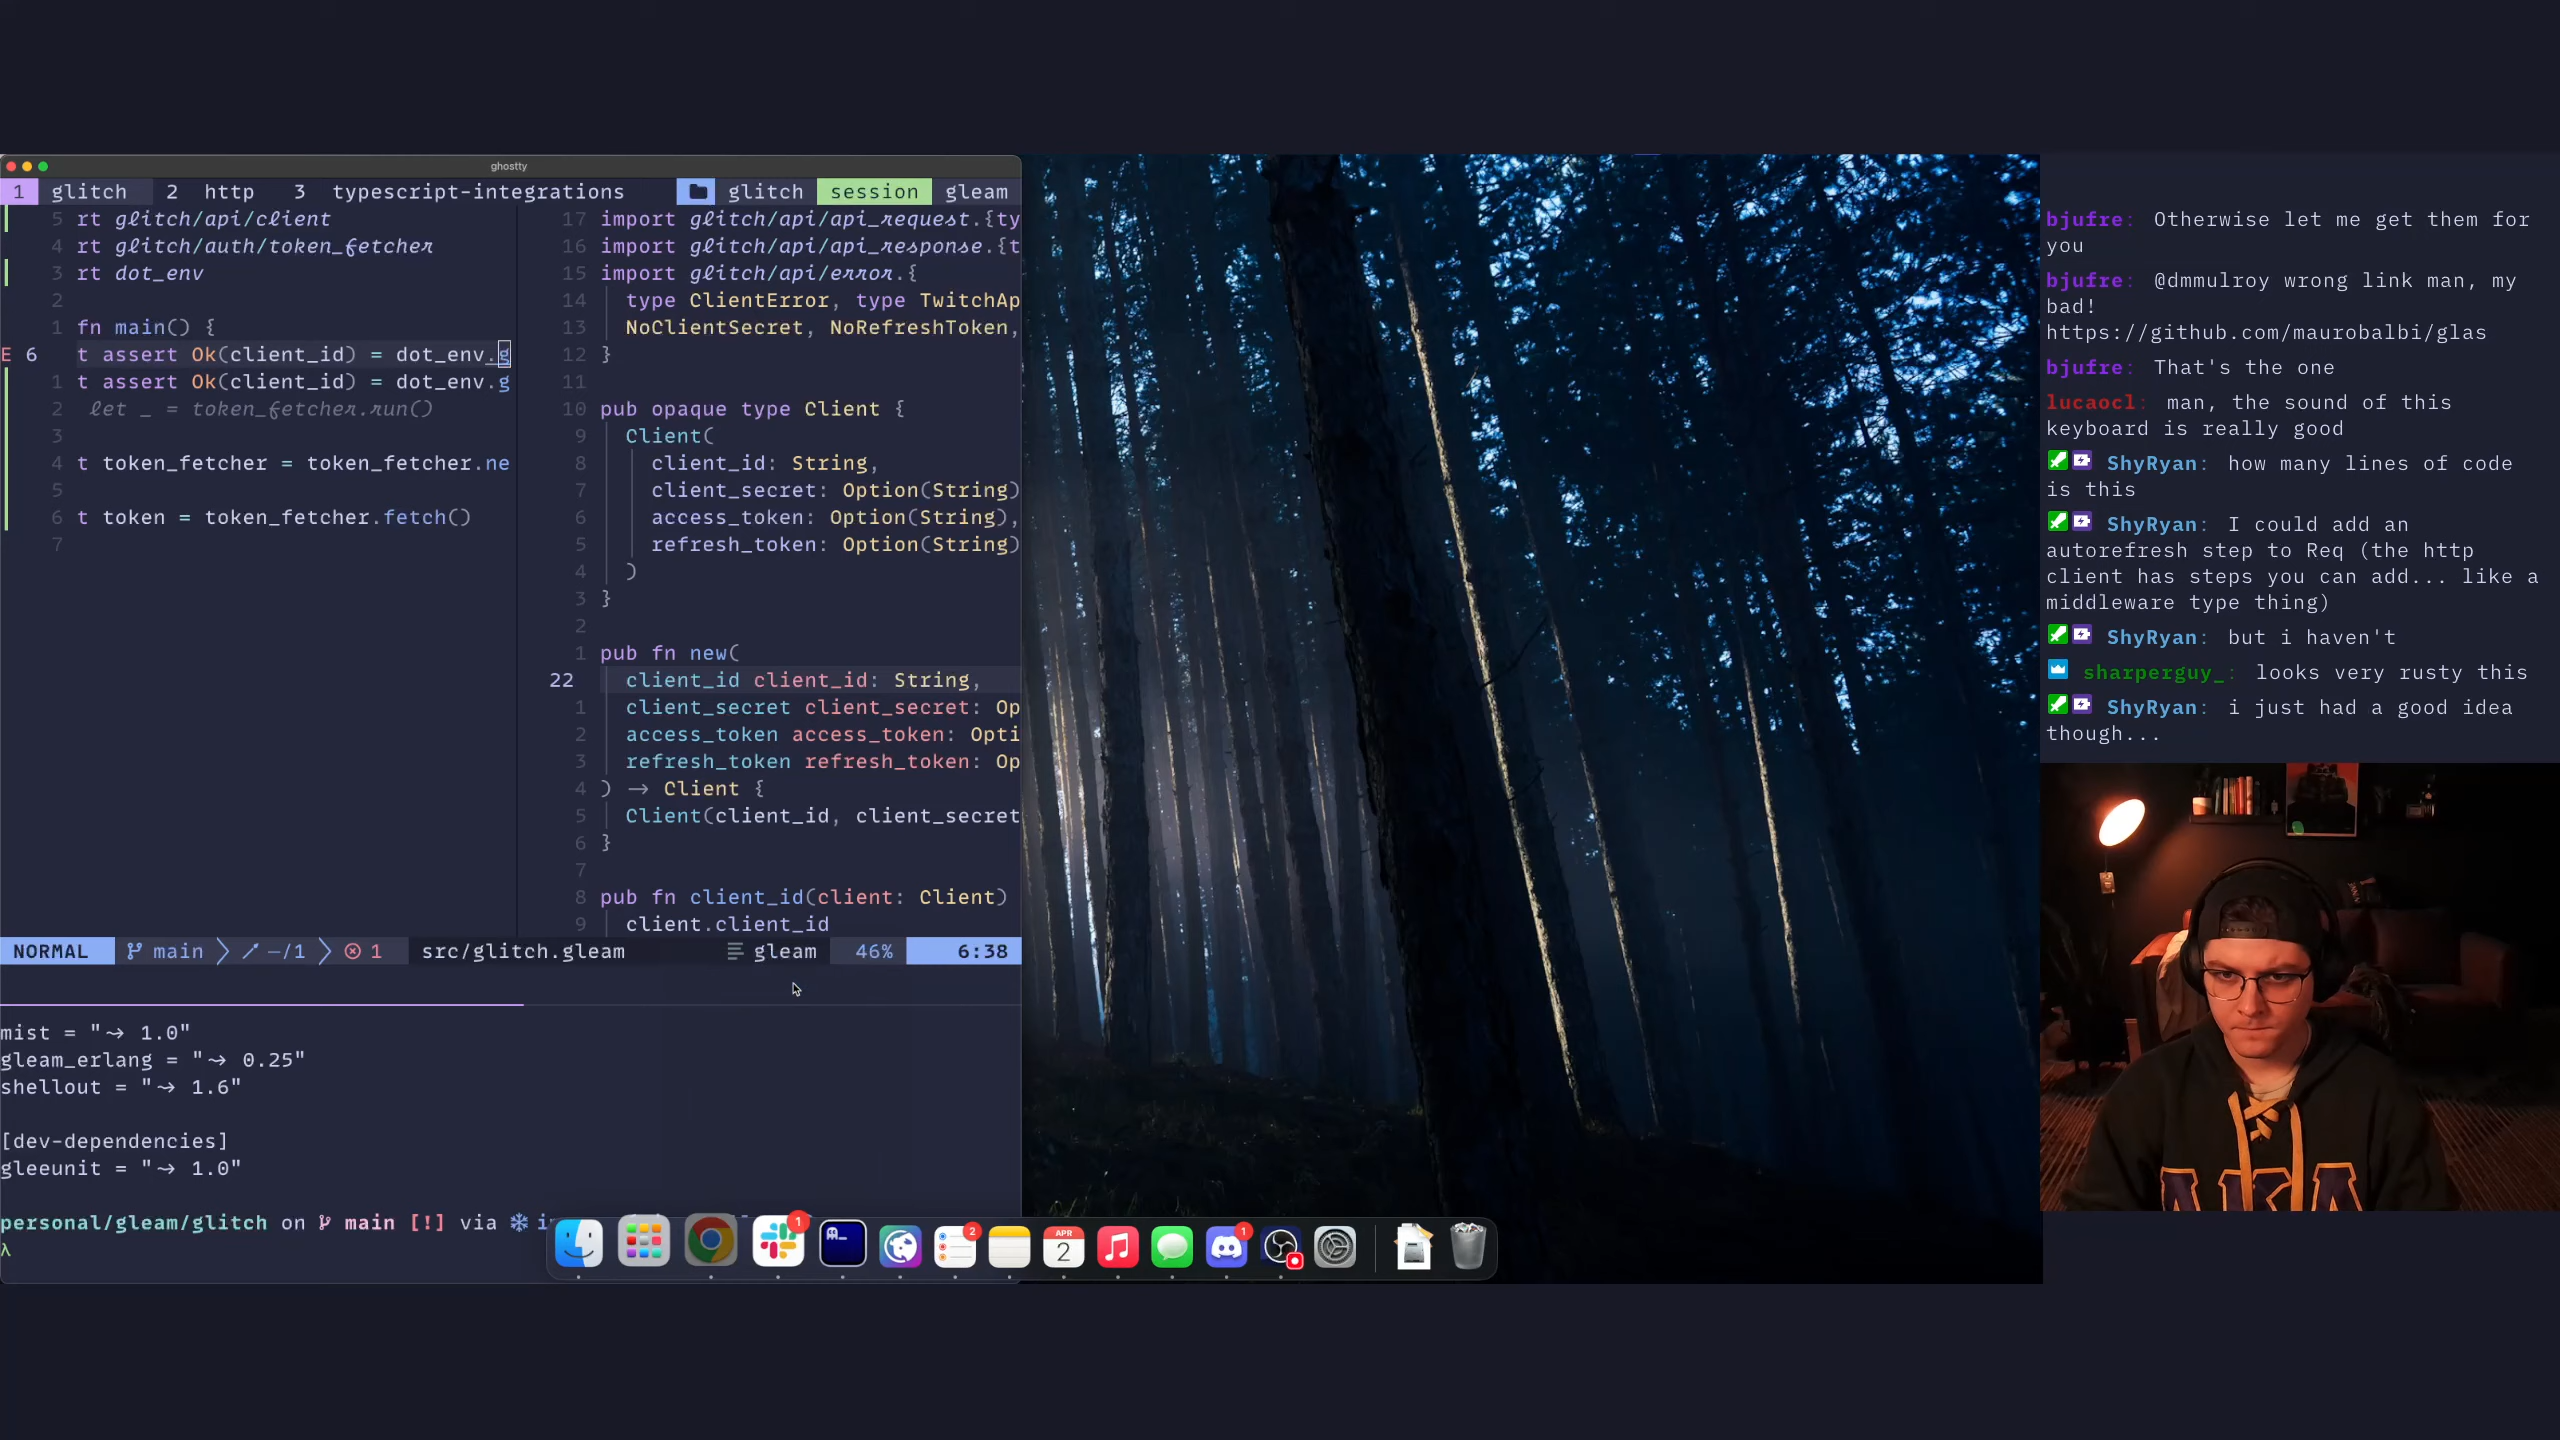 ghostty
1 glitch 2 http 3 typescript-integrations glitch session gleam
5 rt glitch/api/client
4 rt glitch/auth/token_fetcher
3 rt dot_env
2
1 fn main() {
E 6 t assert Ok(client_id) = dot_env.g
1 t assert Ok(client_id) = dot_env.g
2 let _ = token_fetcher.run()
3
4 t token_fetcher = token_fetcher.ne
5
6 t token = token_fetcher.fetch()
7
17 import glitch/api/api_request.{ty
16 import glitch/api/api_response.{t
15 import glitch/api/error.{
14 type ClientError, type TwitchAp
13 NoClientSecret, NoRefreshToken,
12 }
11
10 pub opaque type Client {
9 Client(
8 client_id: String,
7 client_secret: Option(String)
6 access_token: Option(String),
5 refresh_token: Option(String)
4 )
3 }
2
1 pub fn new(
22 client_id client_id: String,
1 client_secret client_secret: Op
2 access_token access_token: Opti
3 refresh_token refresh_token: Op
4 ) -> Client {
5 Client(client_id, client_secret
6 }
7
8 pub fn client_id(client: Client)
9 client.client_id
NORMAL main -/1 1 src/glitch.gleam gleam 46% 6:38
mist = "~> 1.0"
gleam_erlang = "~> 0.25"
shellout = "~> 1.6"
[dev-dependencies]
gleeunit = "~> 1.0"
personal/gleam/glitch on main [!] via
λ
1
2
APR
2
1
bjufre: Otherwise let me get them for
you
bjufre: @dmmulroy wrong link man, my
bad!
https://github.com/maurobalbi/glas
bjufre: That's the one
lucaocl: man, the sound of this
keyboard is really good
ShyRyan: how many lines of code
is this
ShyRyan: I could add an
autorefresh step to Req (the http
client has steps you can add... like a
middleware type thing)
ShyRyan: but i haven't
sharperguy_: looks very rusty this
ShyRyan: i just had a good idea
though...